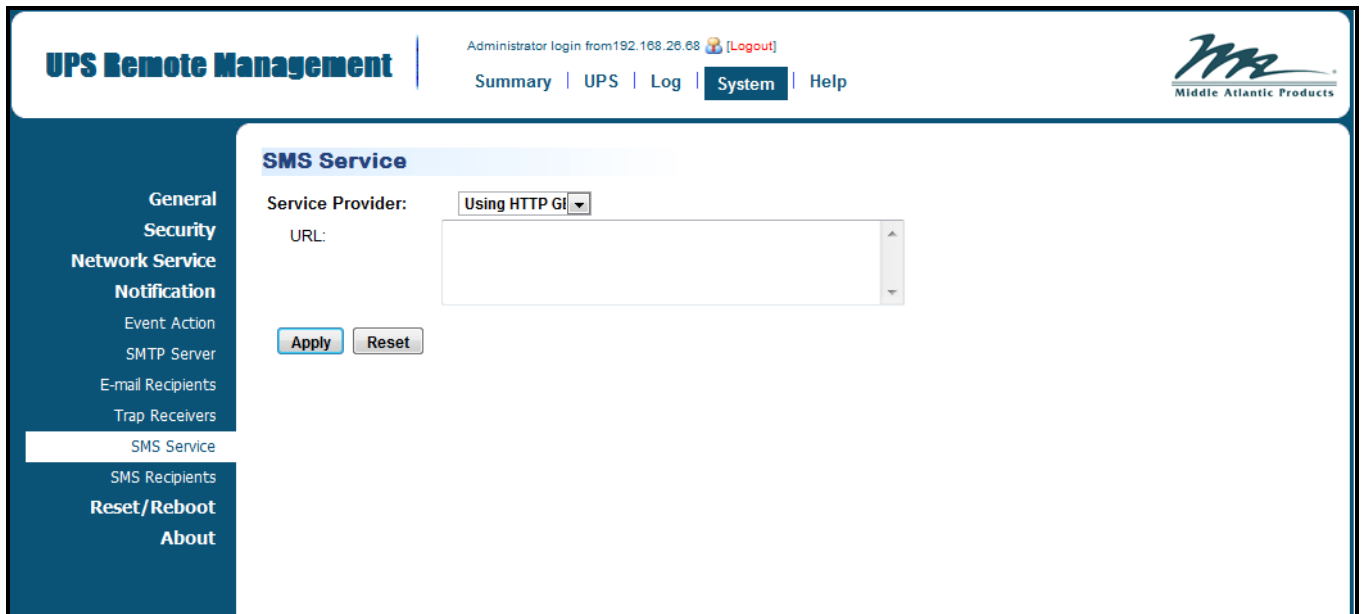 UPS Remote Management
Administrator login from192.168.26.68 [Logout]
Summary | UPS | Log | System | Help
Middle Atlantic Products
General
Security
Network Service
Notification
Event Action
SMTP Server
E-mail Recipients
Trap Receivers
SMS Service
SMS Recipients
Reset/Reboot
About
SMS Service
Service Provider: Using HTTP GE
URL:
Apply Reset